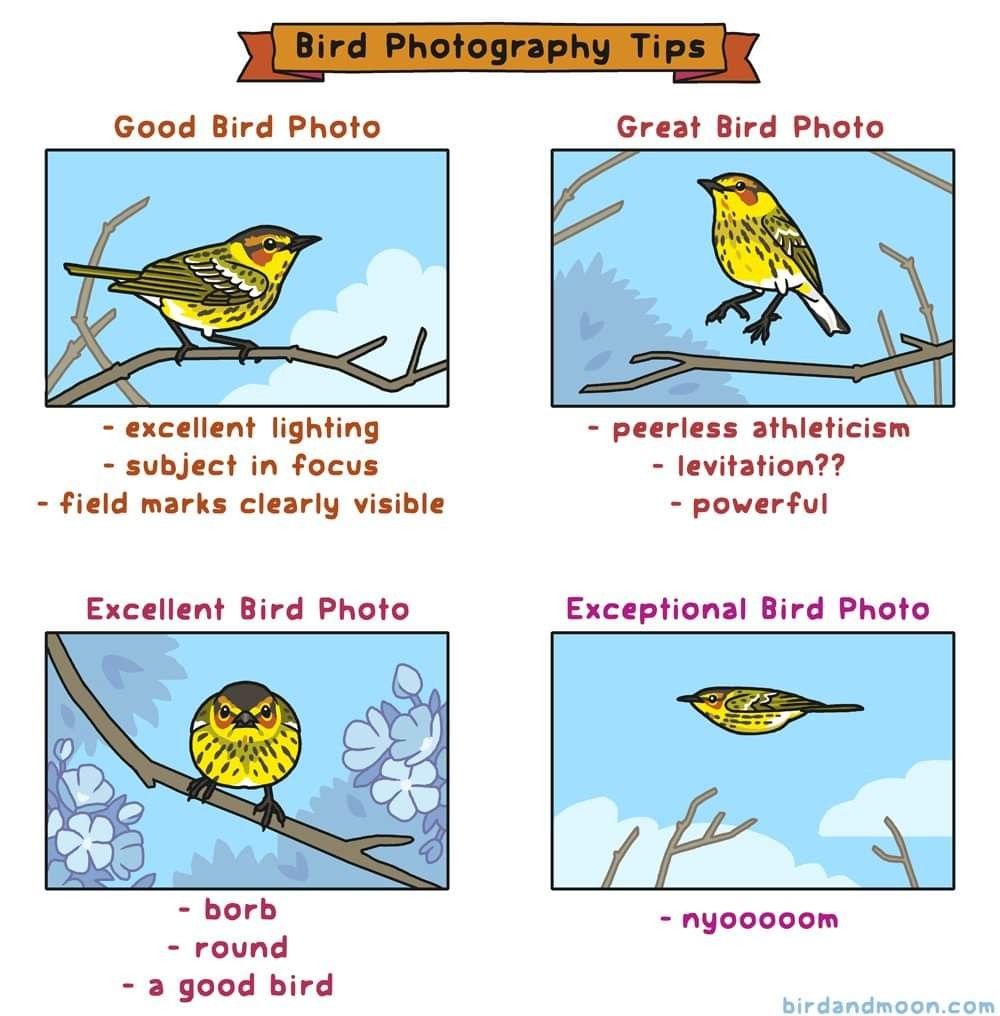 Bird Photography Tips
Good Bird Photo
- excellent lighting
- subject in focus
- field marks clearly visible
Great Bird Photo
- peerless athleticism
- levitation??
- powerful
Excellent Bird Photo
- borb
- round
- a good bird
Exceptional Bird Photo
- nyooooom
birdandmoon.com